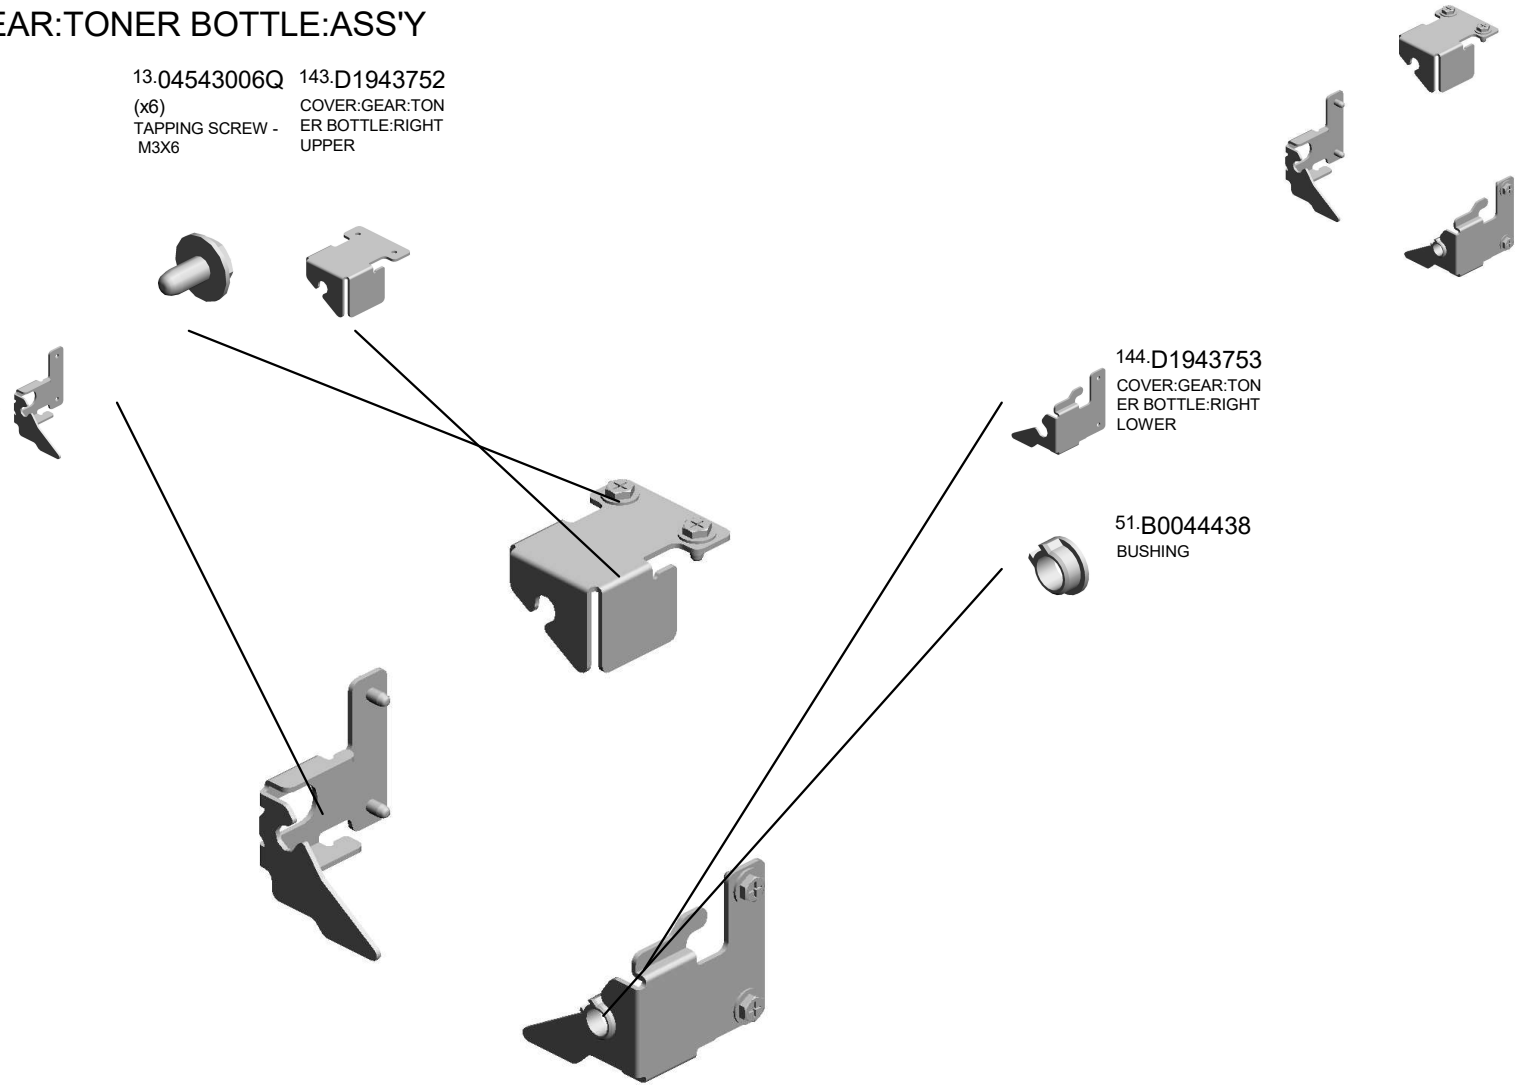 EAR:TONER BOTTLE:ASS'Y
13.04543006Q
(x6)
TAPPING SCREW -
M3X6
143.D1943752
COVER:GEAR:TON
ER BOTTLE:RIGHT
UPPER
144.D1943753
COVER:GEAR:TON
ER BOTTLE:RIGHT
LOWER
51.B0044438
BUSHING